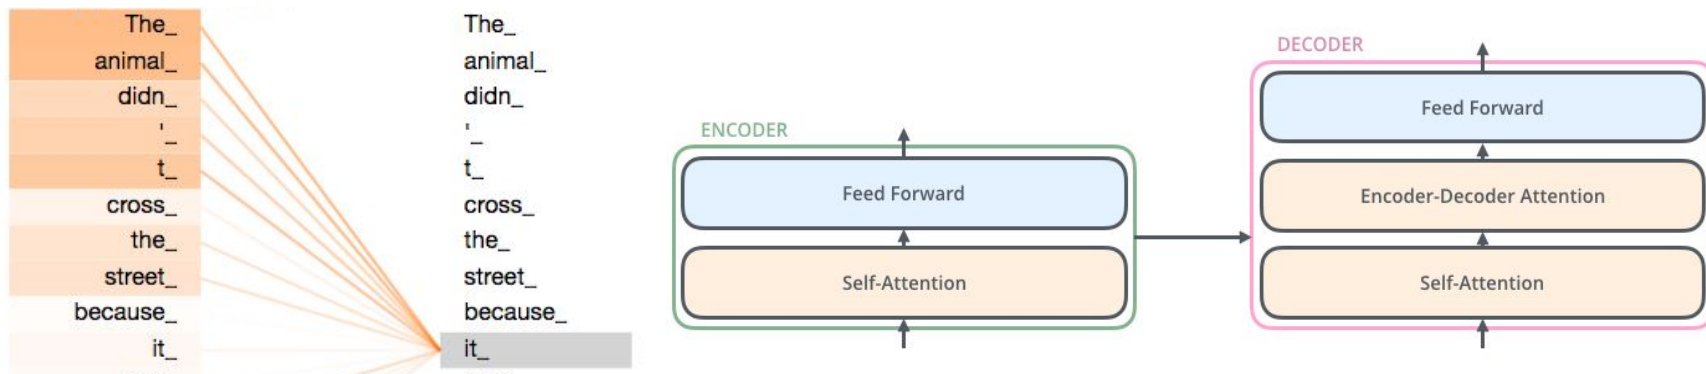 The_
animal_
didn_
'_
t_
cross_
the_
street_
because_
it_
The_
animal_
didn_
'_
t_
cross_
the_
street_
because_
it_
ENCODER
Feed Forward
Self-Attention
DECODER
Feed Forward
Encoder-Decoder Attention
Self-Attention